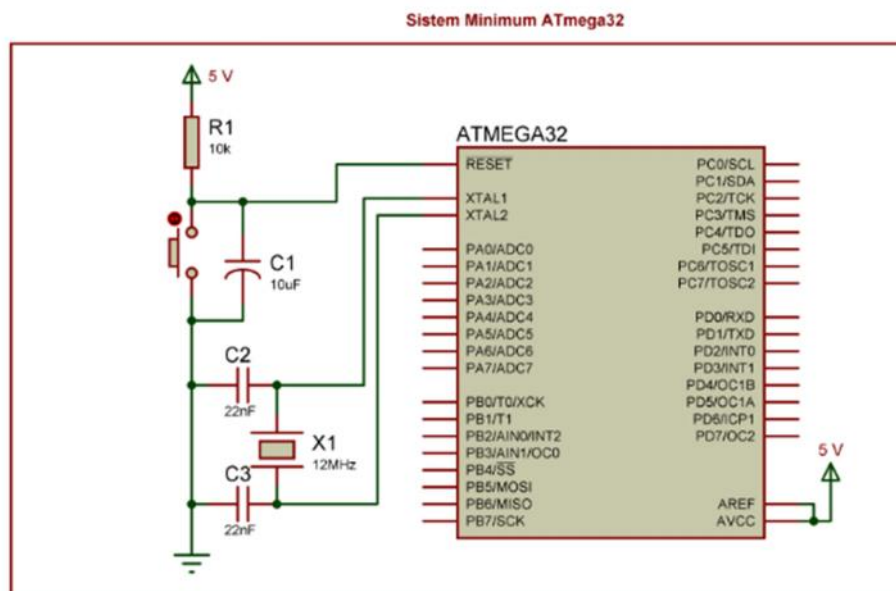 Sistem Minimum ATmega32
5 V
R1
10k
C1
10uF
C2
22nF
X1
12MHz
C3
22nF
ATMEGA32
RESET
XTAL1
XTAL2
PA0/ADC0
PA1/ADC1
PA2/ADC2
PA3/ADC3
PA4/ADC4
PA5/ADC5
PA6/ADC6
PA7/ADC7
PB0/T0/XCK
PB1/T1
PB2/AIN0/INT2
PB3/AIN1/OC0
PB4/SS
PB5/MOSI
PB6/MISO
PB7/SCK
PC0/SCL
PC1/SDA
PC2/TCK
PC3/TMS
PC4/TDO
PC5/TDI
PC6/TOSC1
PC7/TOSC2
PD0/RXD
PD1/TXD
PD2/INT0
PD3/INT1
PD4/OC1B
PD5/OC1A
PD6/ICP1
PD7/OC2
AREF
AVCC
5 V